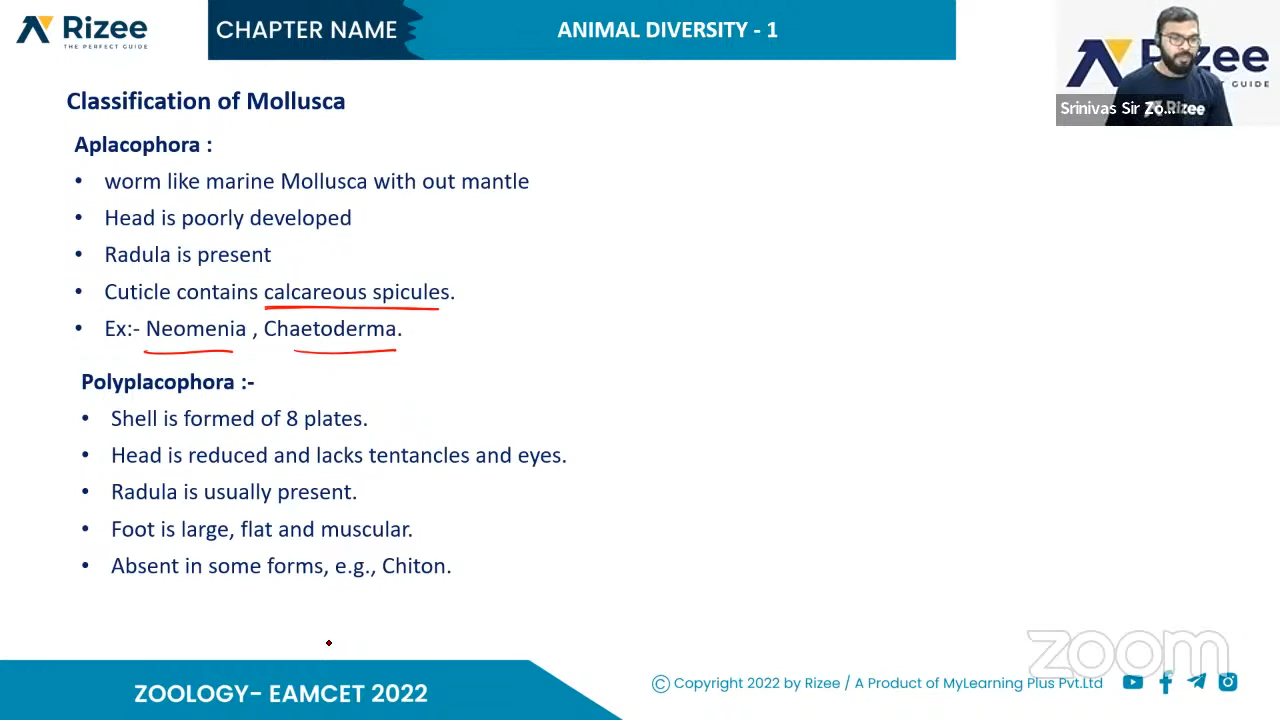 Rizee
THE PERFECT GUIDE
CHAPTER NAME
ANIMAL DIVERSITY - 1
Rizee
GUIDE
Srinivas Sir Zo...
Rizee
Classification of Mollusca
Aplacophora :
• worm like marine Mollusca with out mantle
• Head is poorly developed
• Radula is present
• Cuticle contains calcareous spicules.
• Ex:- Neomenia , Chaetoderma.
Polyplacophora :-
• Shell is formed of 8 plates.
• Head is reduced and lacks tentancles and eyes.
• Radula is usually present.
• Foot is large, flat and muscular.
• Absent in some forms, e.g., Chiton.
zoom
ZOOLOGY- EAMCET 2022
© Copyright 2022 by Rizee / A Product of MyLearning Plus Pvt.Ltd